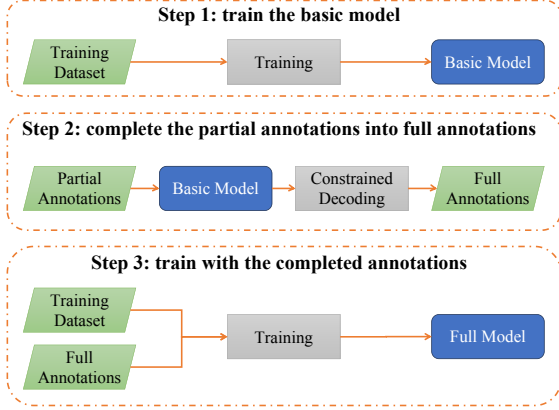 Step 1: train the basic model
Training
Dataset
Training
Basic Model
Step 2: complete the partial annotations into full annotations
Partial
Annotations
Basic Model
Constrained
Decoding
Full
Annotations
Step 3: train with the completed annotations
Training
Dataset
Full
Annotations
Training
Full Model